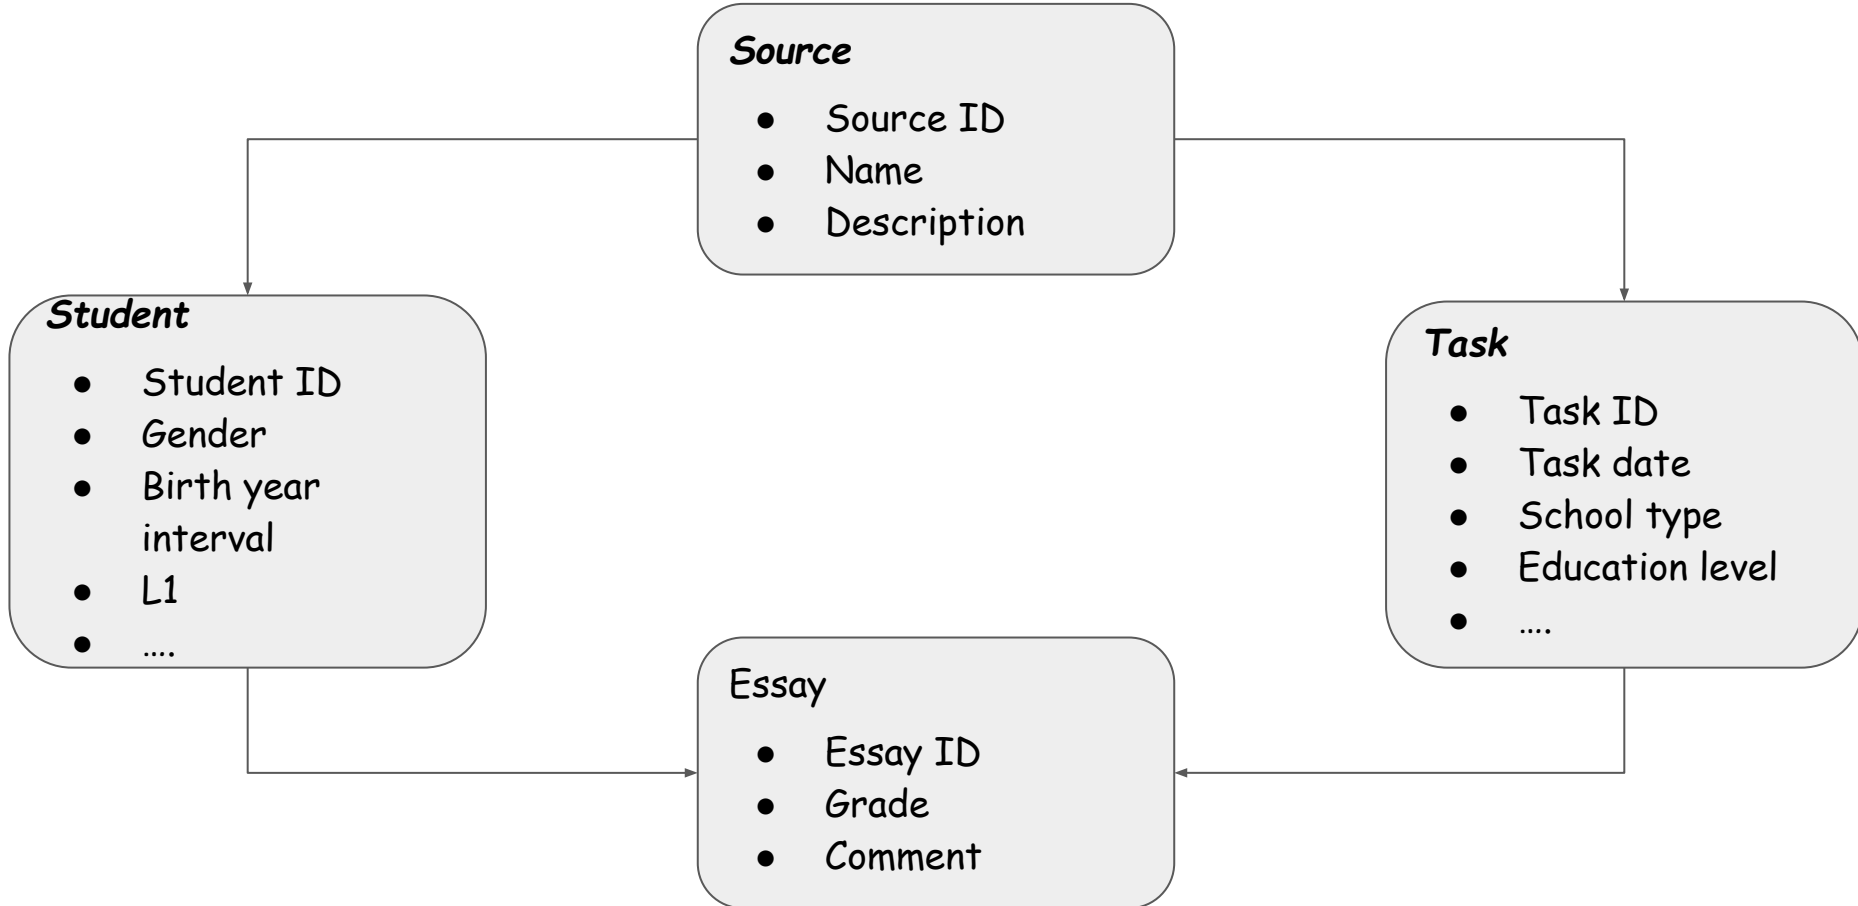 Source
● Source ID
● Name
● Description
Student
● Student ID
● Gender
● Birth year
interval
● L1
● ....
Task
● Task ID
● Task date
● School type
● Education level
● ....
Essay
● Essay ID
● Grade
● Comment